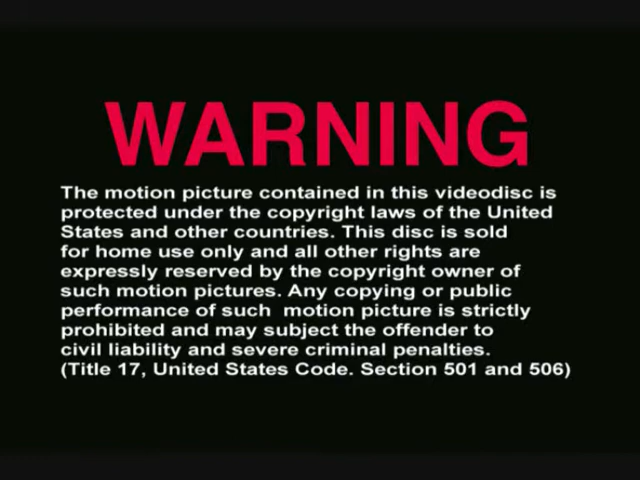 WARNING
The motion picture contained in this videodisc is
protected under the copyright laws of the United
States and other countries. This disc is sold
for home use only and all other rights are
expressly reserved by the copyright owner of
such motion pictures. Any copying or public
performance of such  motion picture is strictly
prohibited and may subject the offender to
civil liability and severe criminal penalties.
(Title 17, United States Code. Section 501 and 506)